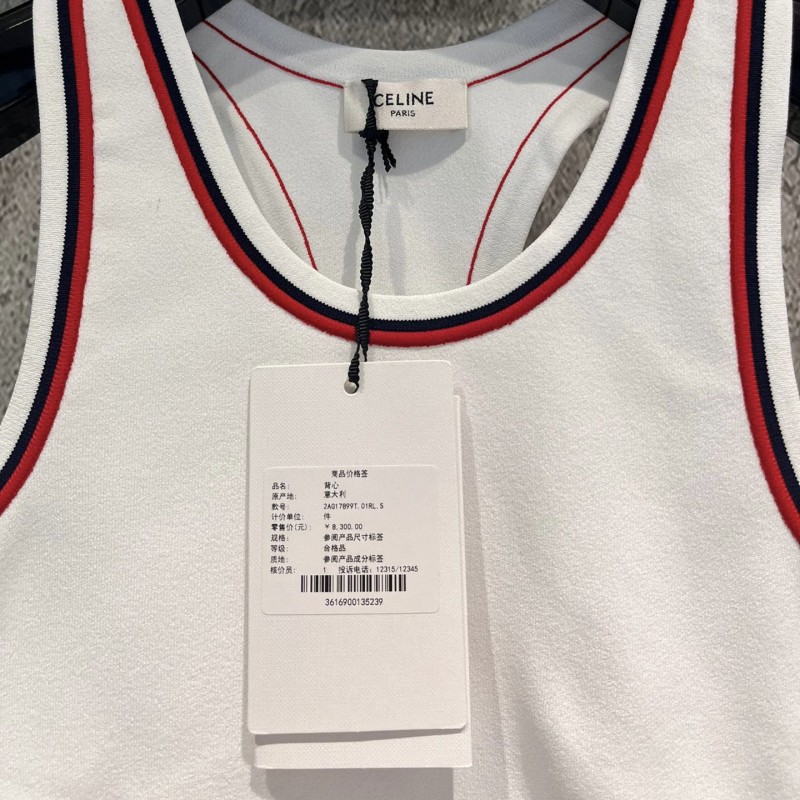 CELINE
PARIS
商品价格签
品名: 背心
原产地: 意大利
款号: 2AQ17899T.01RL.S
计价单位: 件
零售价(元): ￥8,300.00
规格: 参阅产品尺寸标签
等级: 合格品
质地: 参阅产品成分标签
核价员: 1 投诉电话: 12315/12345
3616900135239